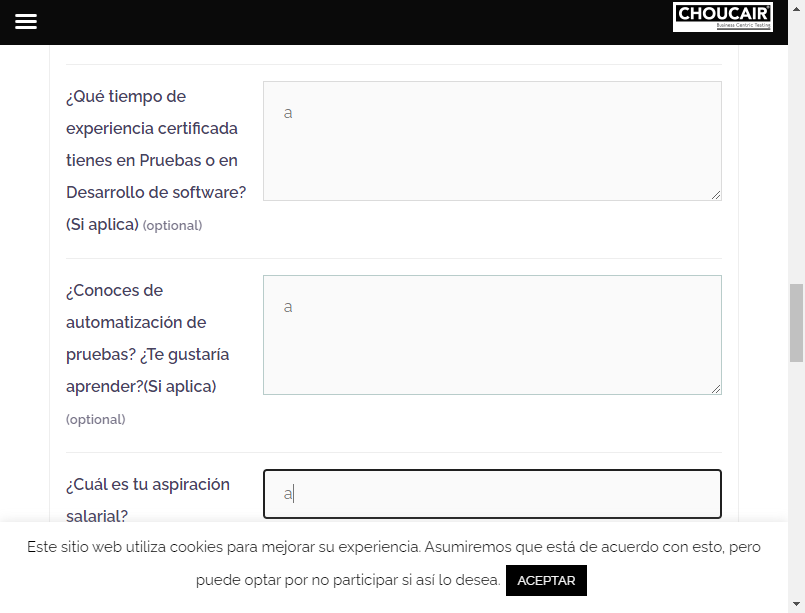 CHOUCAIR
Business Centric Testing
¿Qué tiempo de
experiencia certificada
tienes en Pruebas o en
Desarrollo de software?
(Si aplica) (optional)
a
¿Conoces de
automatización de
pruebas? ¿Te gustaría
aprender?(Si aplica)
(optional)
a
¿Cuál es tu aspiración
salarial?
a
Este sitio web utiliza cookies para mejorar su experiencia. Asumiremos que está de acuerdo con esto, pero
puede optar por no participar si así lo desea. ACEPTAR